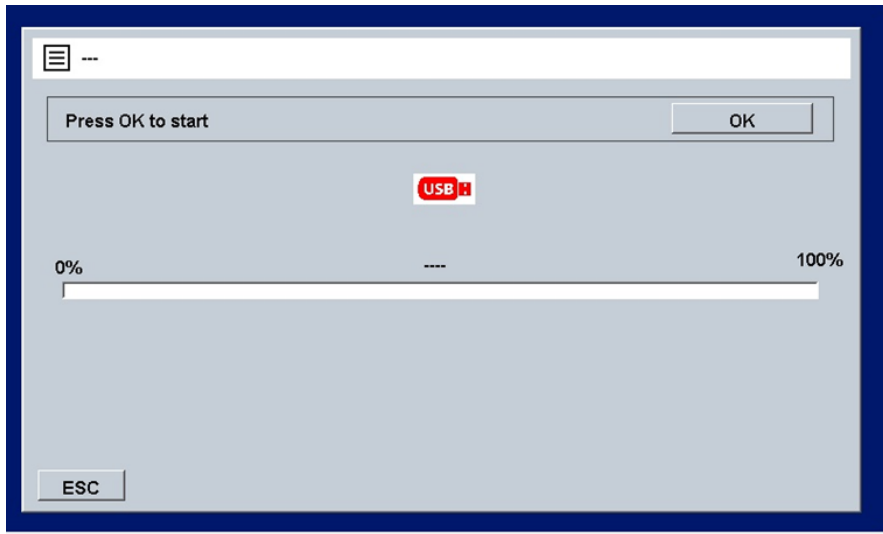 ---
Press OK to start
OK
USB
0%
----
100%
ESC